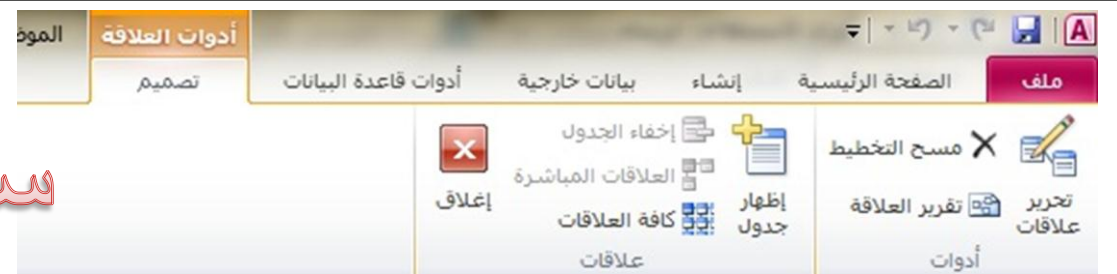 أدوات العلاقة
ملف
الصفحة الرئيسية
إنشاء
بيانات خارجية
أدوات قاعدة البيانات
تصميم
تحرير
علاقات
مسح التخطيط
تقرير العلاقة
أدوات
إظهار
جدول
إخفاء الجدول
العلاقات المباشرة
كافة العلاقات
علاقات
إغلاق